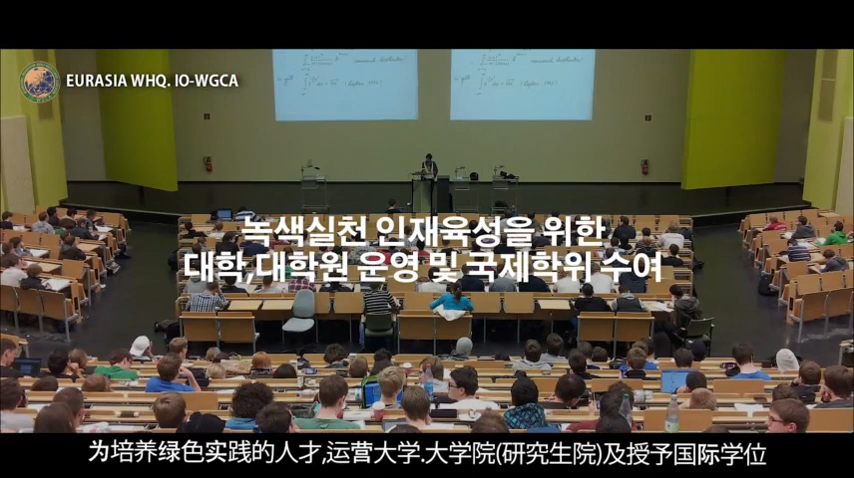 EURASIA WHQ. IO-WGCA
녹색실천 인재육성을 위한
대학,대학원 운영 및 국제학위 수여
为培养绿色实践的人才,运营大学.大学院(研究生院)及授予国际学位